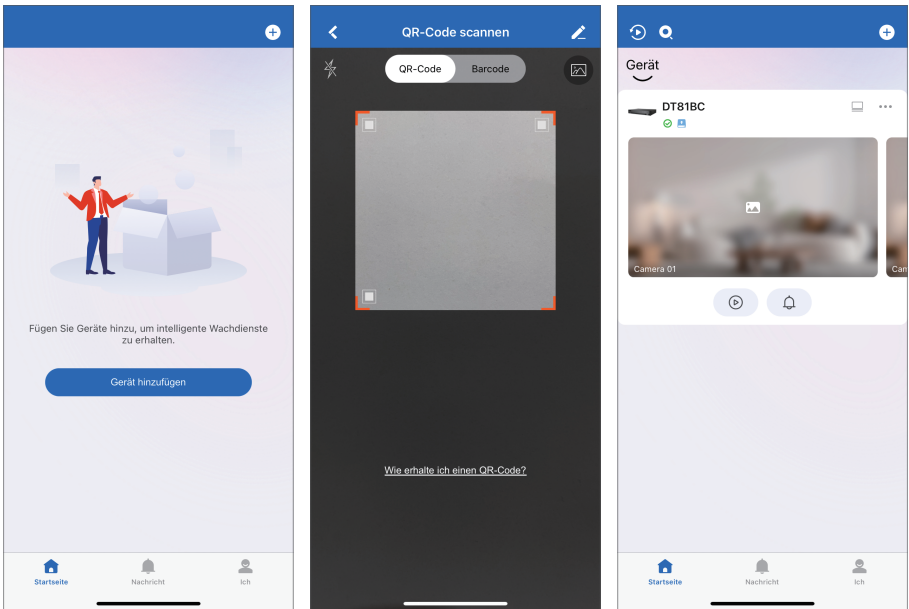 Fügen Sie Geräte hinzu, um intelligente Wachdienste
zu erhalten.
Gerät hinzufügen
Startseite
Nachricht
Ich
QR-Code scannen
QR-Code
Barcode
Wie erhalte ich einen QR-Code?
Gerät
DT81BC
Camera 01
Cam
Startseite
Nachricht
Ich